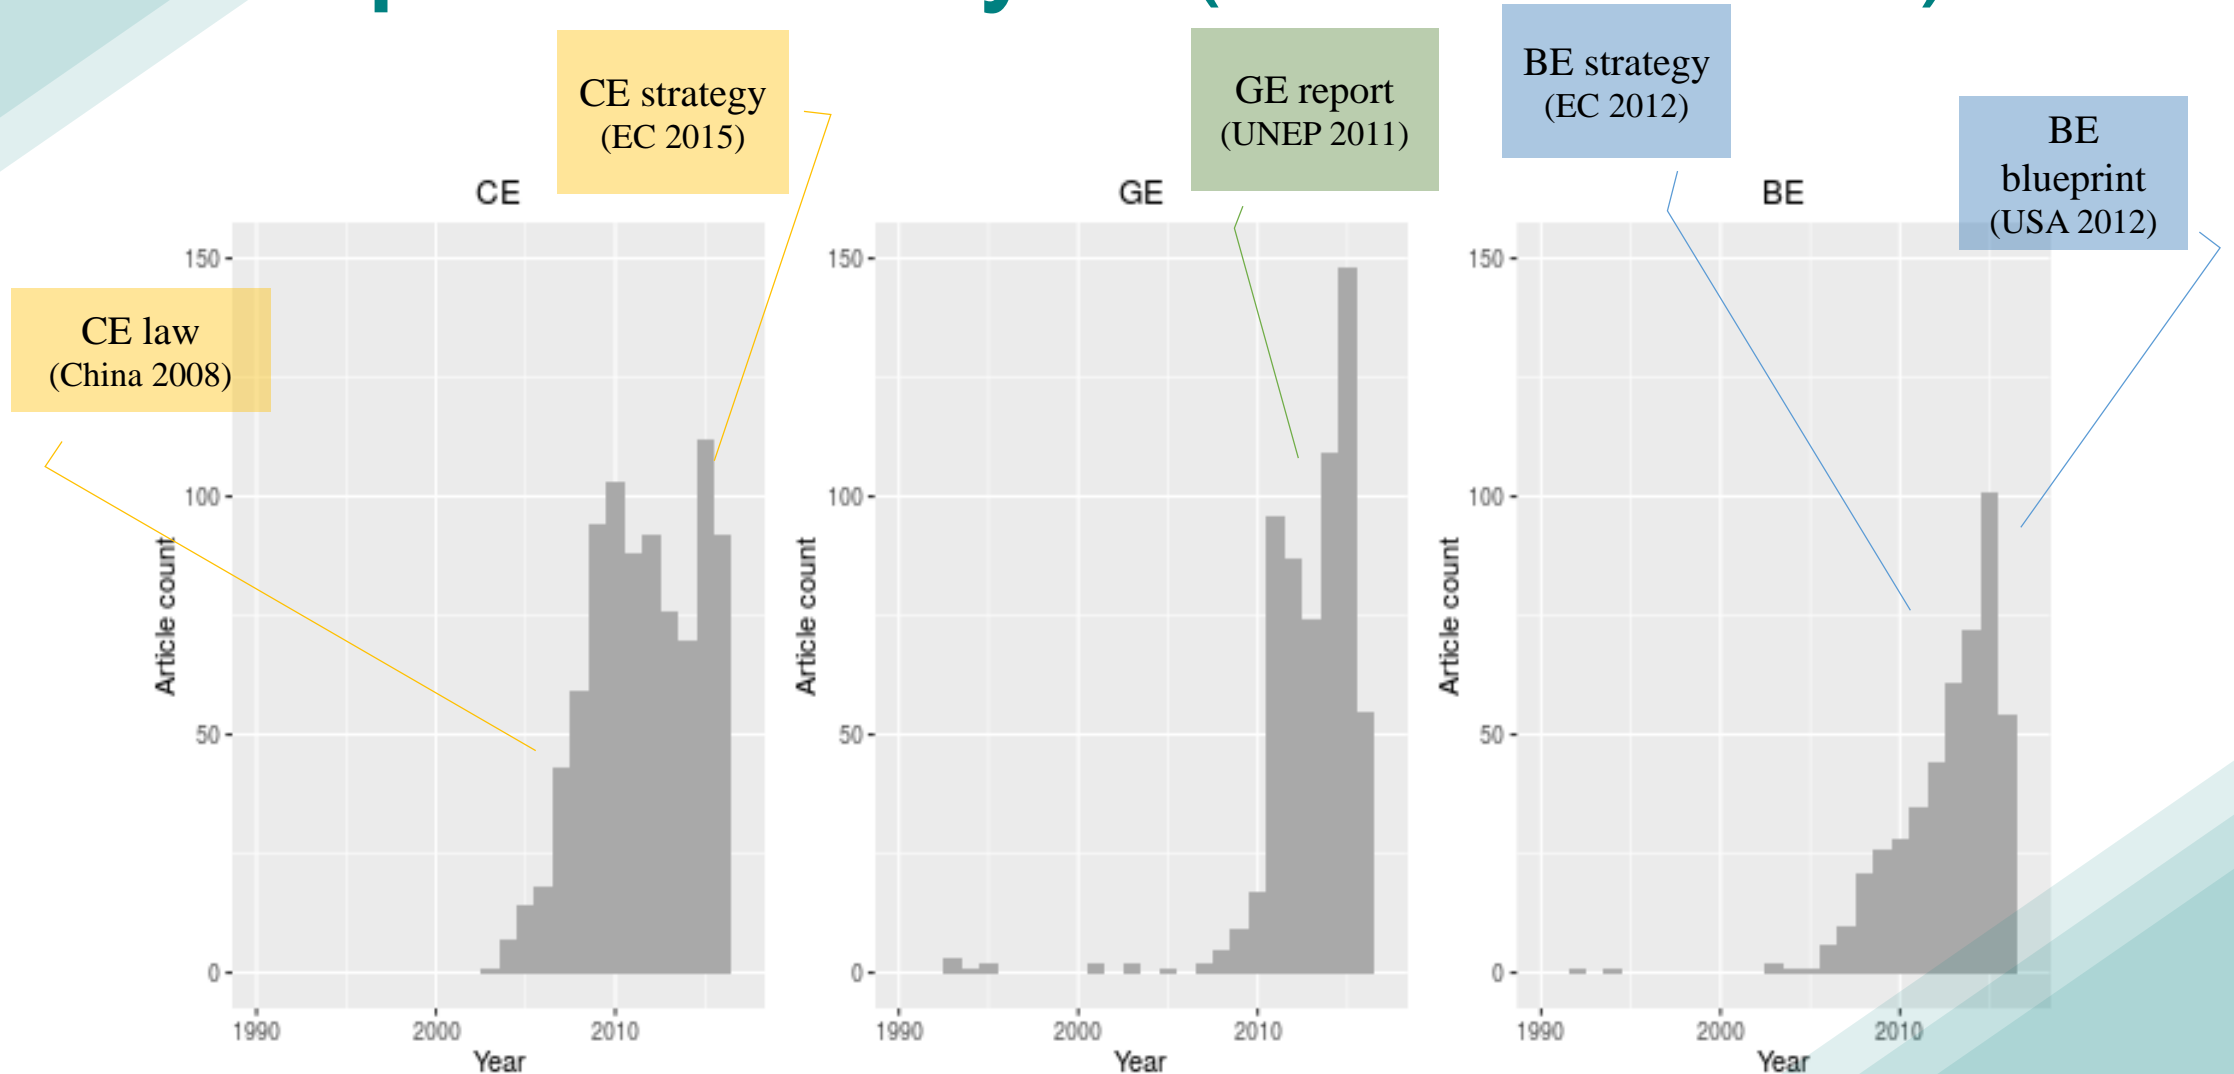 CE strategy
(EC 2015)
GE report
(UNEP 2011)
BE strategy
(EC 2012)
BE
blueprint
(USA 2012)
CE law
(China 2008)
CE
150
100
50
0
Article count
1990
2000
2010
Year
GE
150
100
50
0
Article count
1990
2000
2010
Year
BE
150
100
50
0
Article count
1990
2000
2010
Year